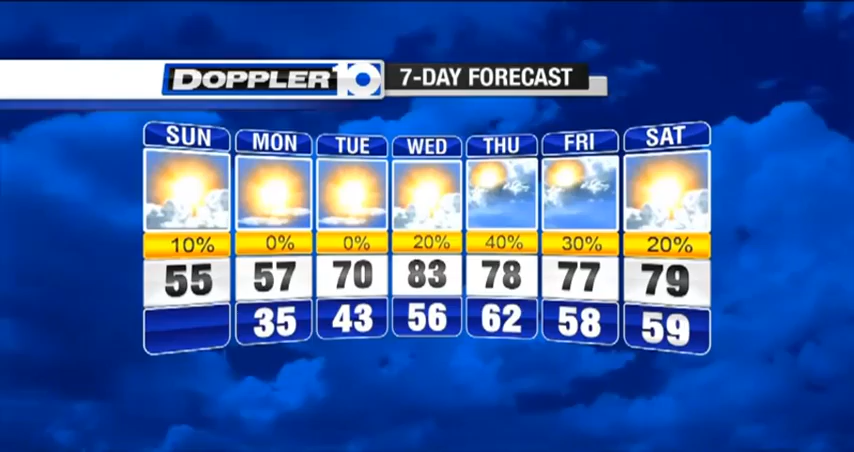 DOPPLER 10 7-DAY FORECAST
SUN MON TUE WED THU FRI SAT
10% 0% 0% 20% 40% 30% 20%
55 57 70 83 78 77 79
35 43 56 62 58 59